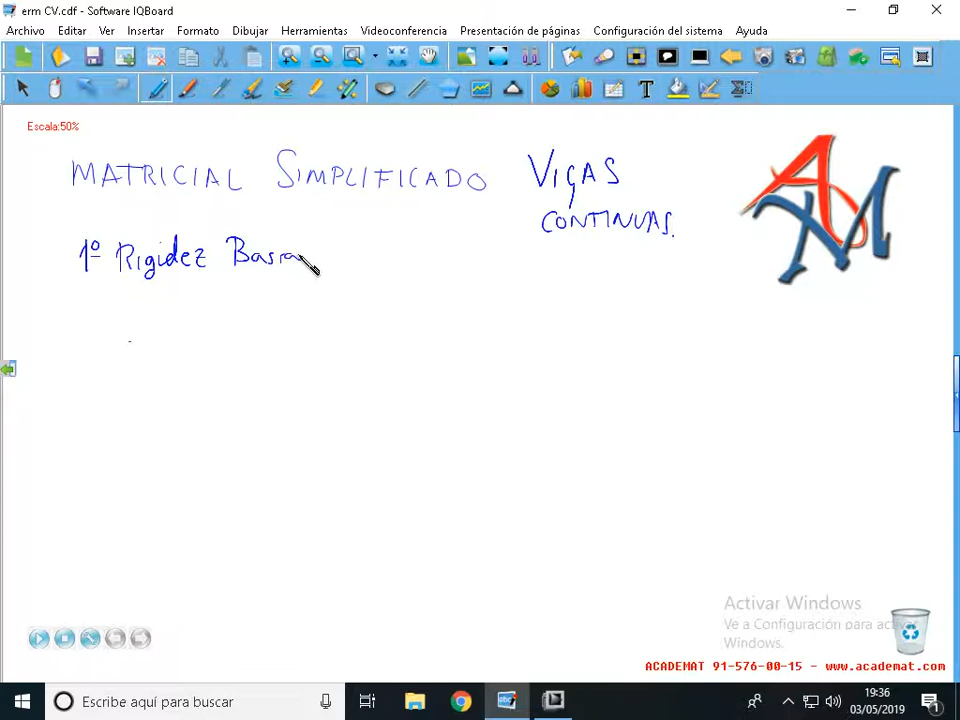 erm CV.cdf - Software IQBoard
Archivo Editar Ver Insertar Formato Dibujar Herramientas Videoconferencia Presentación de páginas Configuración del sistema Ayuda
Escala:50%
MATRICIAL SIMPLIFICADO VIGAS
CONTINUAS.
1º Rigidez Barra
Activar Windows
Ve a Configuración para activar
Windows.
ACADEMAT 91-576-00-15 - www.academat.com
Escribe aquí para buscar
19:36
03/05/2019
1